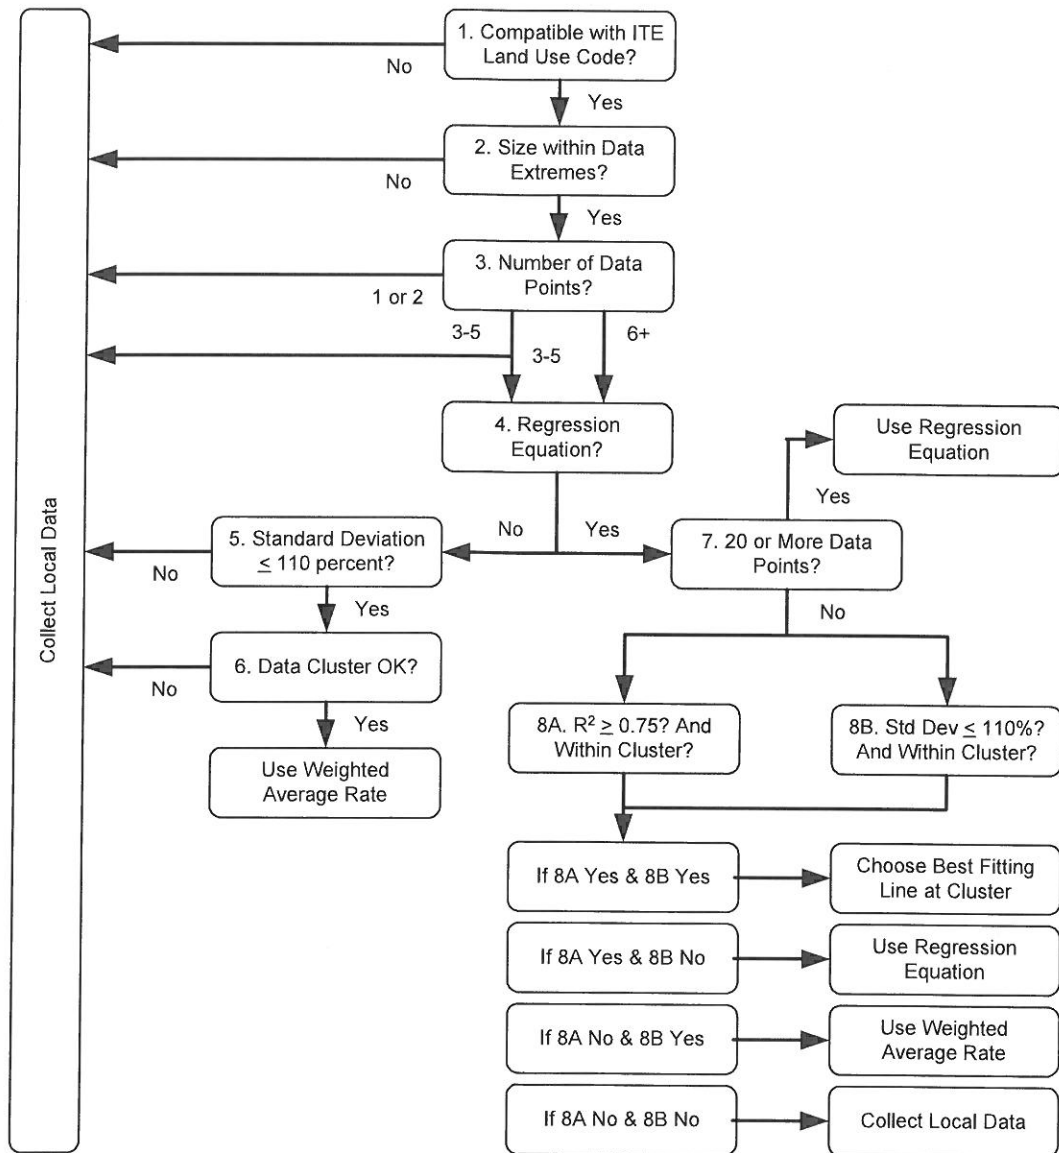 1. Compatible with ITE
Land Use Code?
No
Yes
2. Size within Data
Extremes?
No
Yes
3. Number of Data
Points?
1 or 2
3-5
6+
3-5
4. Regression
Equation?
Use Regression
Equation
Yes
No
Yes
5. Standard Deviation
≤ 110 percent?
7. 20 or More Data
Points?
No
Yes
No
Collect Local Data
6. Data Cluster OK?
No
Yes
8A. R² ≥ 0.75? And
Within Cluster?
8B. Std Dev ≤ 110%?
And Within Cluster?
Use Weighted
Average Rate
If 8A Yes & 8B Yes
Choose Best Fitting
Line at Cluster
If 8A Yes & 8B No
Use Regression
Equation
If 8A No & 8B Yes
Use Weighted
Average Rate
If 8A No & 8B No
Collect Local Data